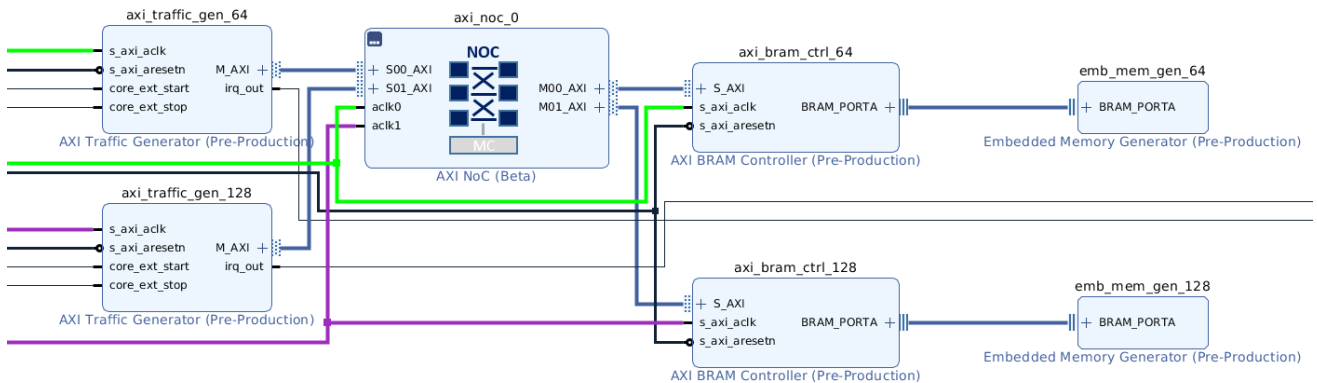 axi_traffic_gen_64
s_axi_aclk
s_axi_aresetn
core_ext_start
core_ext_stop
M_AXI
irq_out
AXI Traffic Generator (Pre-Production)
axi_noc_0
NOC
S00_AXI
S01_AXI
aclk0
aclk1
M00_AXI
M01_AXI
MC
AXI NoC (Beta)
axi_bram_ctrl_64
S_AXI
s_axi_aclk
s_axi_aresetn
BRAM_PORTA
AXI BRAM Controller (Pre-Production)
emb_mem_gen_64
BRAM_PORTA
Embedded Memory Generator (Pre-Production)
axi_traffic_gen_128
s_axi_aclk
s_axi_aresetn
core_ext_start
core_ext_stop
M_AXI
irq_out
AXI Traffic Generator (Pre-Production)
axi_bram_ctrl_128
S_AXI
s_axi_aclk
s_axi_aresetn
BRAM_PORTA
AXI BRAM Controller (Pre-Production)
emb_mem_gen_128
BRAM_PORTA
Embedded Memory Generator (Pre-Production)